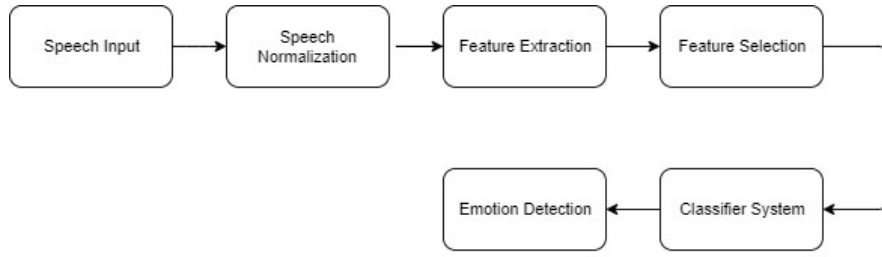 Speech Input
Speech
Normalization
Feature Extraction
Feature Selection
Emotion Detection
Classifier System